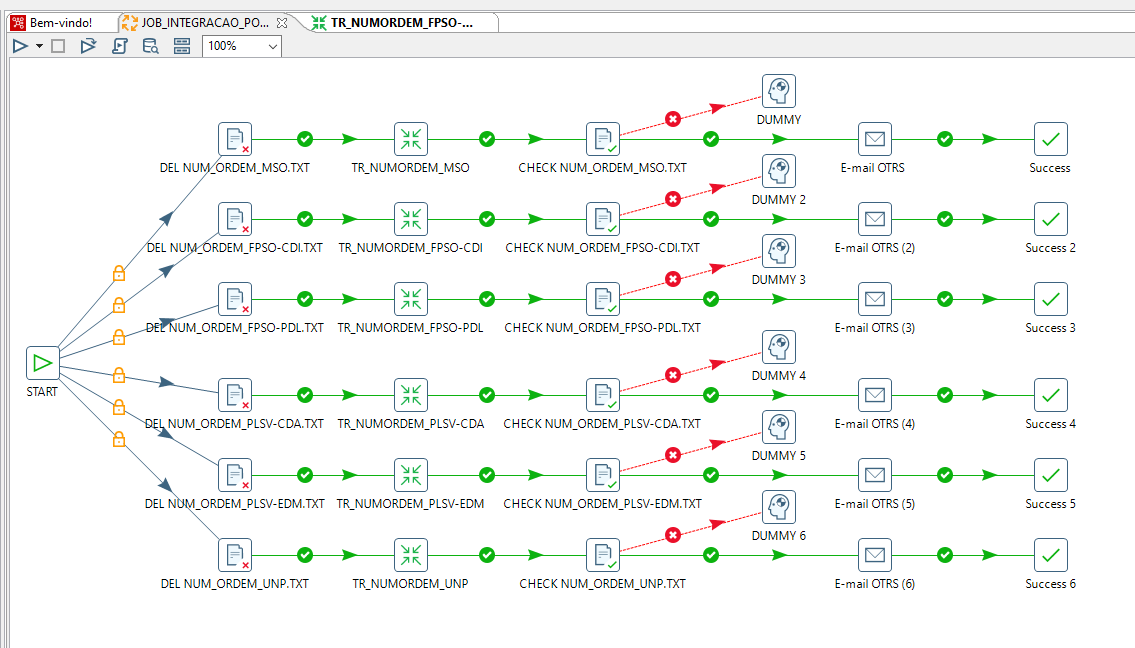 Bem-vindo!
JOB_INTEGRACAO_PO...
TR_NUMORDEM_FPSO-...
100%
DUMMY
DEL NUM_ORDEM_MSO.TXT
TR_NUMORDEM_MSO
CHECK NUM_ORDEM_MSO.TXT
E-mail OTRS
Success
DUMMY 2
DEL NUM_ORDEM_FPSO-CDI.TXT
TR_NUMORDEM_FPSO-CDI
CHECK NUM_ORDEM_FPSO-CDI.TXT
E-mail OTRS (2)
Success 2
DUMMY 3
DEL NUM_ORDEM_FPSO-PDL.TXT
TR_NUMORDEM_FPSO-PDL
CHECK NUM_ORDEM_FPSO-PDL.TXT
E-mail OTRS (3)
Success 3
START
DUMMY 4
DEL NUM_ORDEM_PLSV-CDA.TXT
TR_NUMORDEM_PLSV-CDA
CHECK NUM_ORDEM_PLSV-CDA.TXT
E-mail OTRS (4)
Success 4
DUMMY 5
DEL NUM_ORDEM_PLSV-EDM.TXT
TR_NUMORDEM_PLSV-EDM
CHECK NUM_ORDEM_PLSV-EDM.TXT
E-mail OTRS (5)
Success 5
DUMMY 6
DEL NUM_ORDEM_UNP.TXT
TR_NUMORDEM_UNP
CHECK NUM_ORDEM_UNP.TXT
E-mail OTRS (6)
Success 6